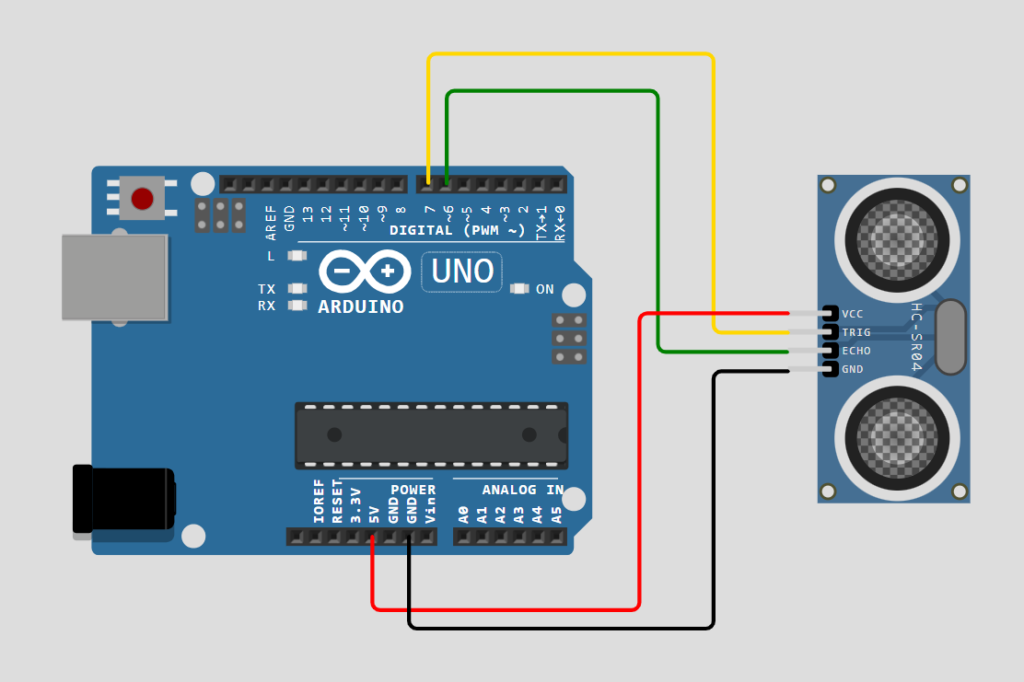 AREF
GND
13
12
~11
~10
~9
8
7
~6
~5
4
~3
2
TX→1
RX←0
DIGITAL (PWM ~)
L
UNO
TX
ON
RX
ARDUINO
VCC
TRIG
ECHO
GND
HC-SR04
POWER
ANALOG IN
IOREF
RESET
3.3V
5V
GND
GND
Vin
A0
A1
A2
A3
A4
A5